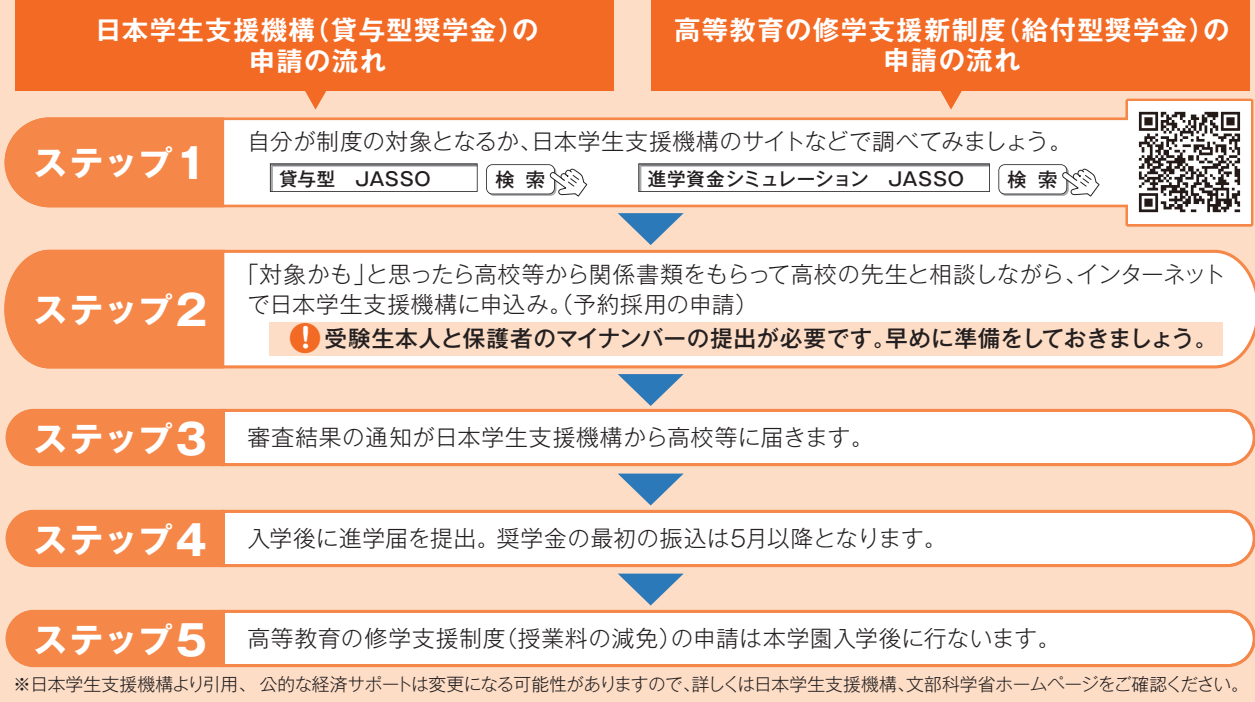 日本学生支援機構(貸与型奨学金)の
申請の流れ
高等教育の修学支援新制度(給付型奨学金)の
申請の流れ
ステップ1
自分が制度の対象となるか、日本学生支援機構のサイトなどで調べてみましょう。
貸与型 JASSO 検索 進学資金シミュレーション JASSO 検索
ステップ2
「対象かも」と思ったら高校等から関係書類をもらって高校の先生と相談しながら、インターネット
で日本学生支援機構に申込み。(予約採用の申請)
! 受験生本人と保護者のマイナンバーの提出が必要です。早めに準備をしておきましょう。
ステップ3
審査結果の通知が日本学生支援機構から高校等に届きます。
ステップ4
入学後に進学届を提出。奨学金の最初の振込は5月以降となります。
ステップ5
高等教育の修学支援制度(授業料の減免)の申請は本学園入学後に行ないます。
※日本学生支援機構より引用、 公的な経済サポートは変更になる可能性がありますので、詳しくは日本学生支援機構、文部科学省ホームページをご確認ください。